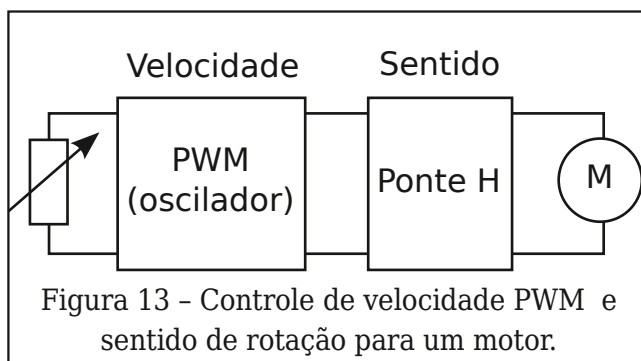 Velocidade
Sentido
PWM
(oscilador)
Ponte H
M
Figura 13 – Controle de velocidade PWM e
sentido de rotação para um motor.